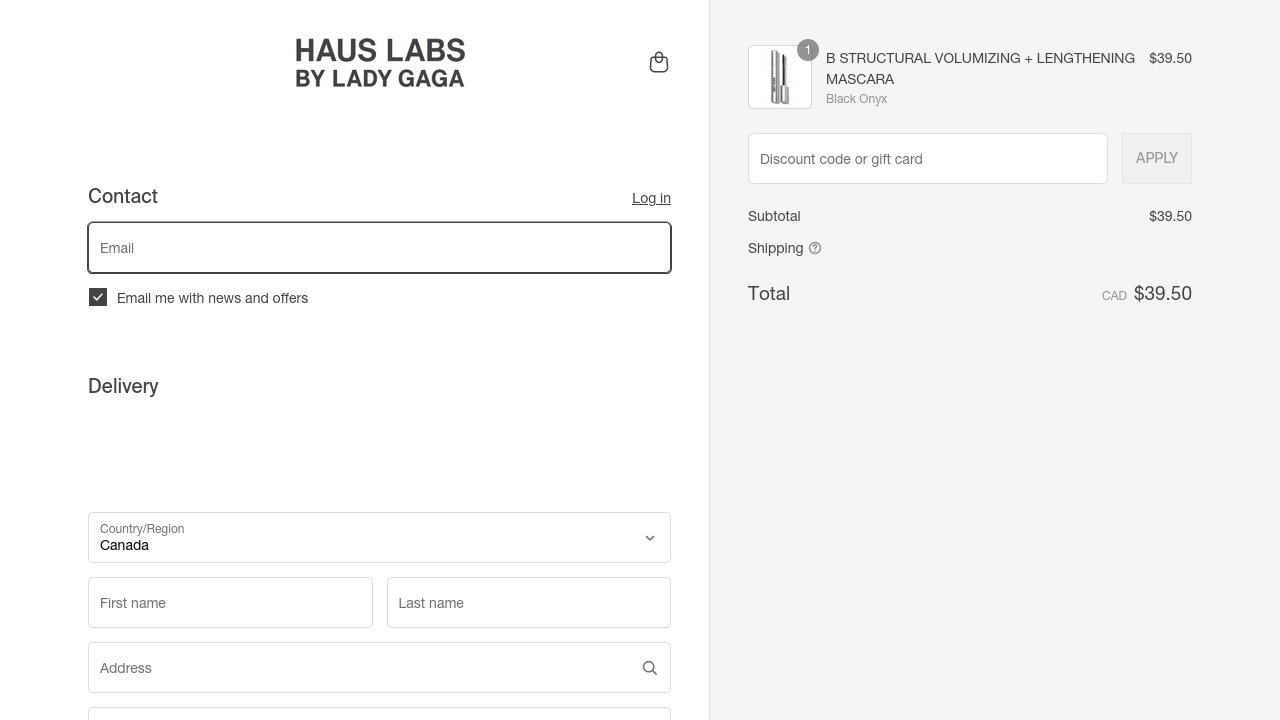 HAUS LABS
BY LADY GAGA
Contact
Log in
Email
Email me with news and offers
Delivery
Country/Region
Canada
First name
Last name
Address
1
B STRUCTURAL VOLUMIZING + LENGTHENING $39.50
MASCARA
Black Onyx
Discount code or gift card
APPLY
Subtotal $39.50
Shipping
Total CAD $39.50